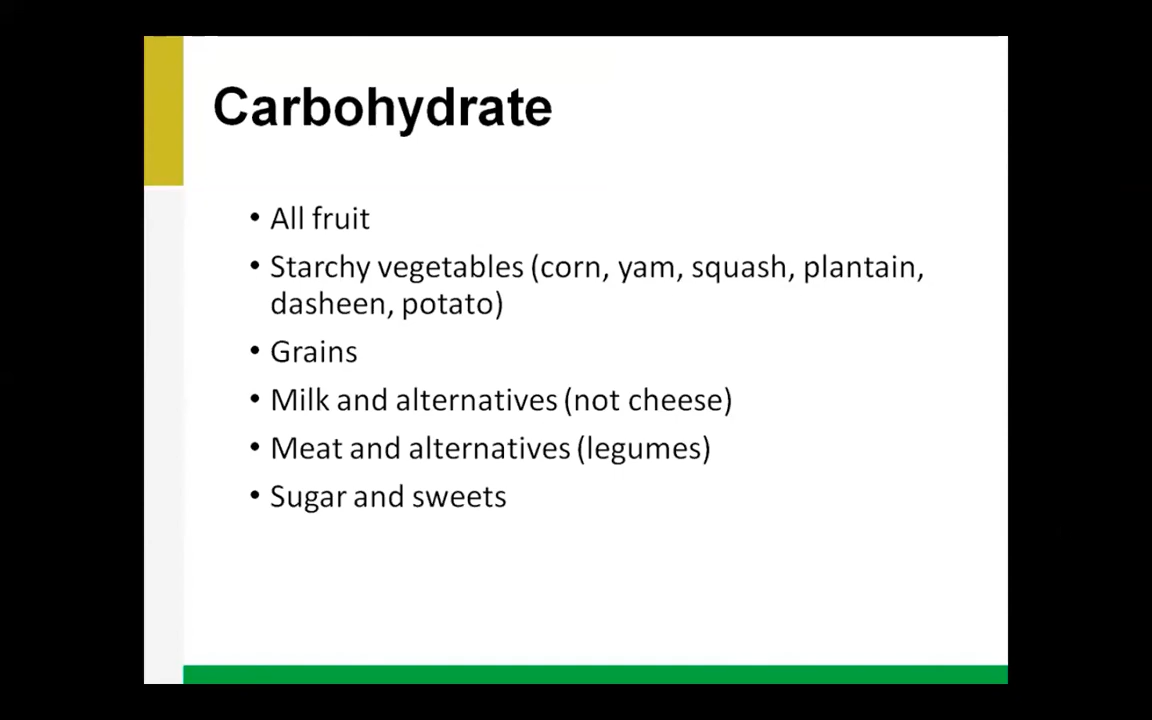 Carbohydrate
• All fruit
• Starchy vegetables (corn, yam, squash, plantain,
dasheen, potato)
• Grains
• Milk and alternatives (not cheese)
• Meat and alternatives (legumes)
• Sugar and sweets